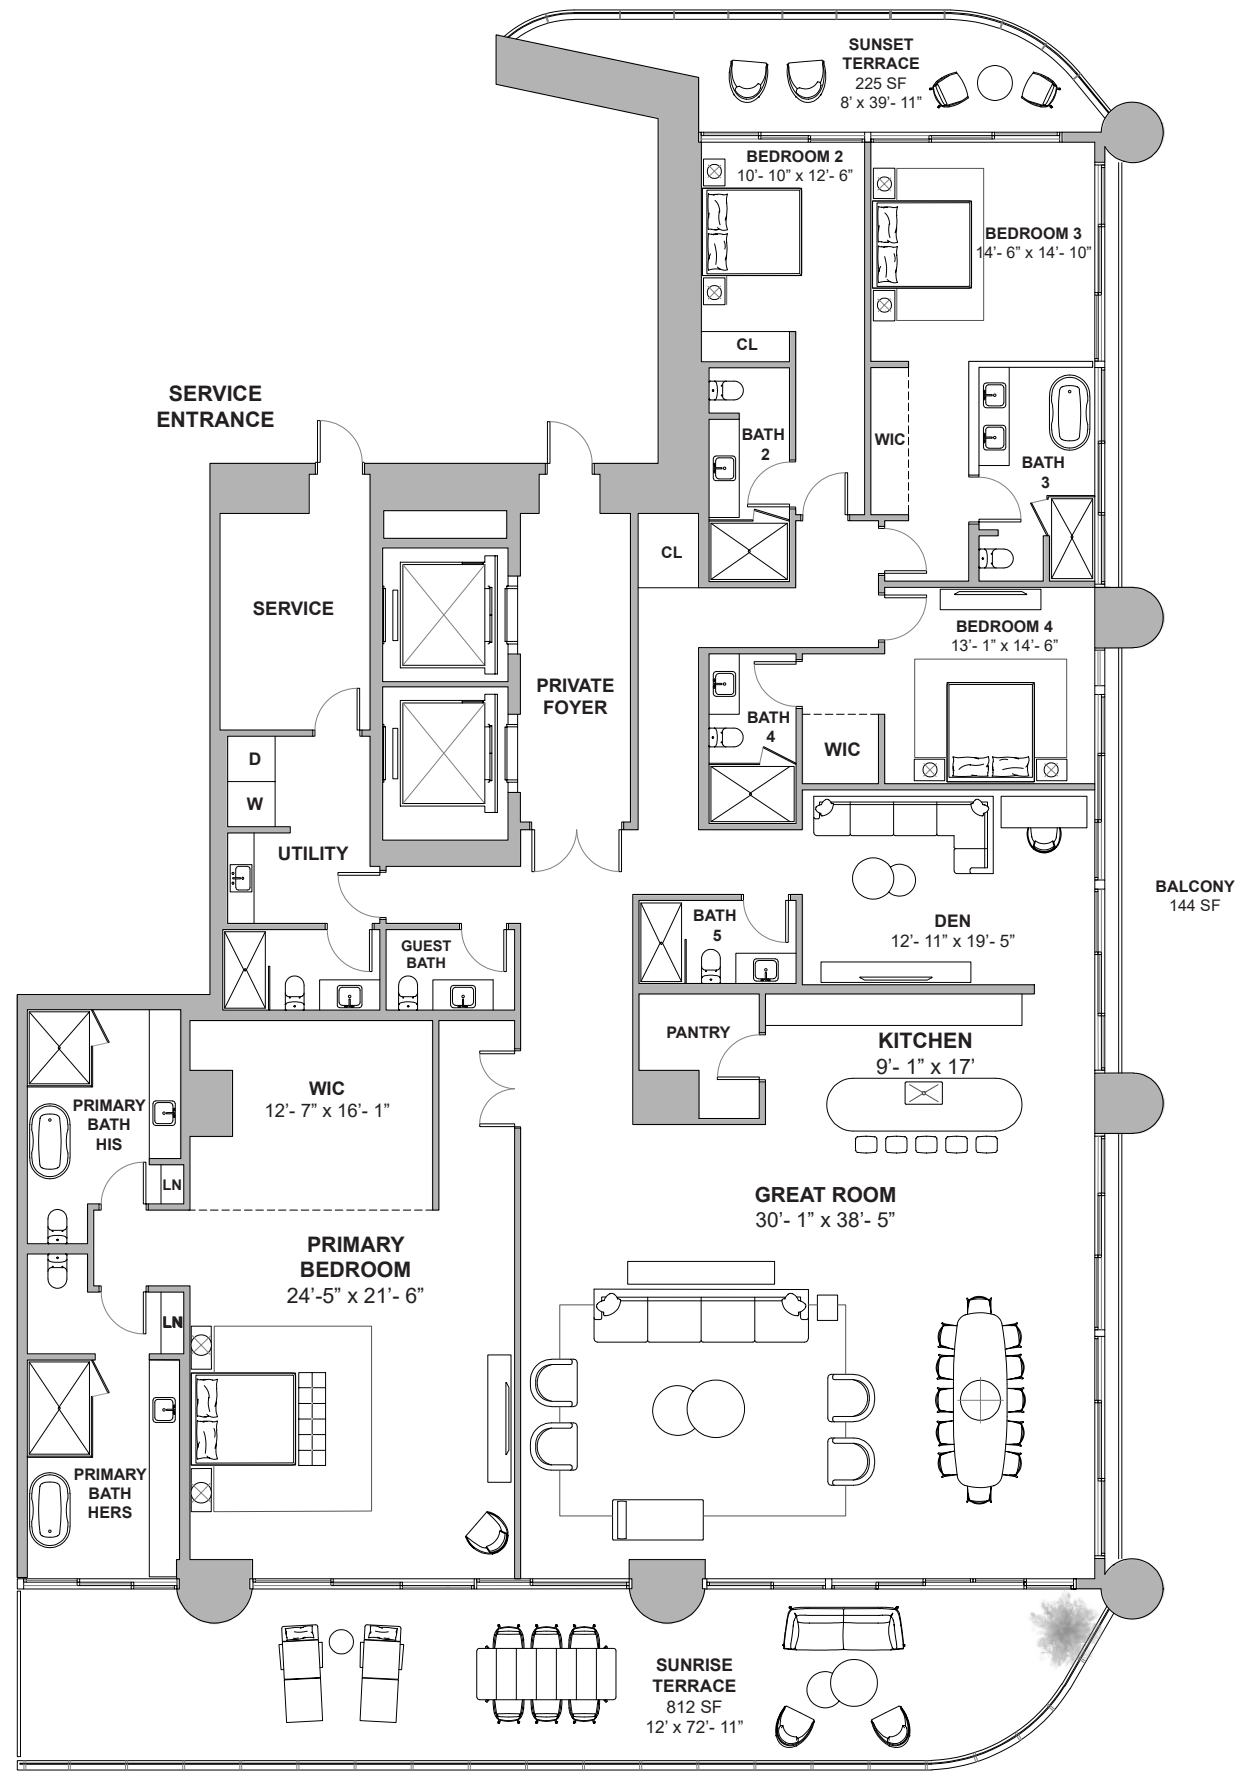 SUNSET
TERRACE
225 SF
8’ x 39’- 11”
BEDROOM 2
10’- 10” x 12’- 6”
BEDROOM 3
14’- 6” x 14’- 10”
CL
SERVICE
ENTRANCE
BATH
2
WIC
BATH
3
CL
SERVICE
BEDROOM 4
13’- 1” x 14’- 6”
PRIVATE
FOYER
BATH
4
WIC
D
W
UTILITY
BALCONY
144 SF
BATH
5
DEN
12’- 11” x 19’- 5”
GUEST
BATH
PANTRY
KITCHEN
9’- 1” x 17’
WIC
12’- 7” x 16’- 1”
PRIMARY
BATH
HIS
LN
GREAT ROOM
30’- 1” x 38’- 5”
PRIMARY
BEDROOM
24’-5” x 21’- 6”
LN
PRIMARY
BATH
HERS
SUNRISE
TERRACE
812 SF
12’ x 72’- 11”